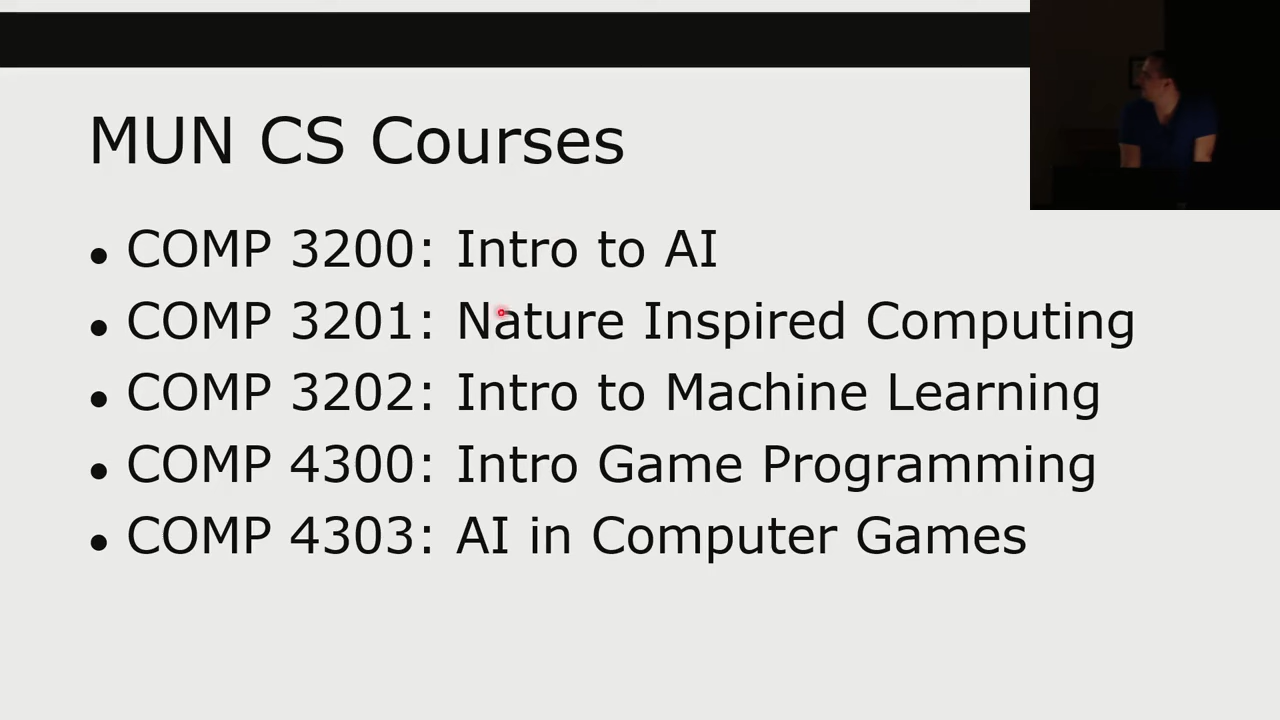 MUN CS Courses
• COMP 3200: Intro to AI
• COMP 3201: Nature Inspired Computing
• COMP 3202: Intro to Machine Learning
• COMP 4300: Intro Game Programming
• COMP 4303: AI in Computer Games